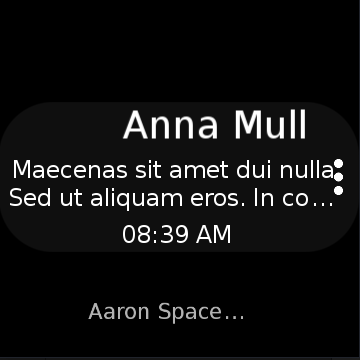 Anna Mull
Maecenas sit amet dui nulla.
Sed ut aliquam eros. In co…
08:39 AM
Aaron Space…